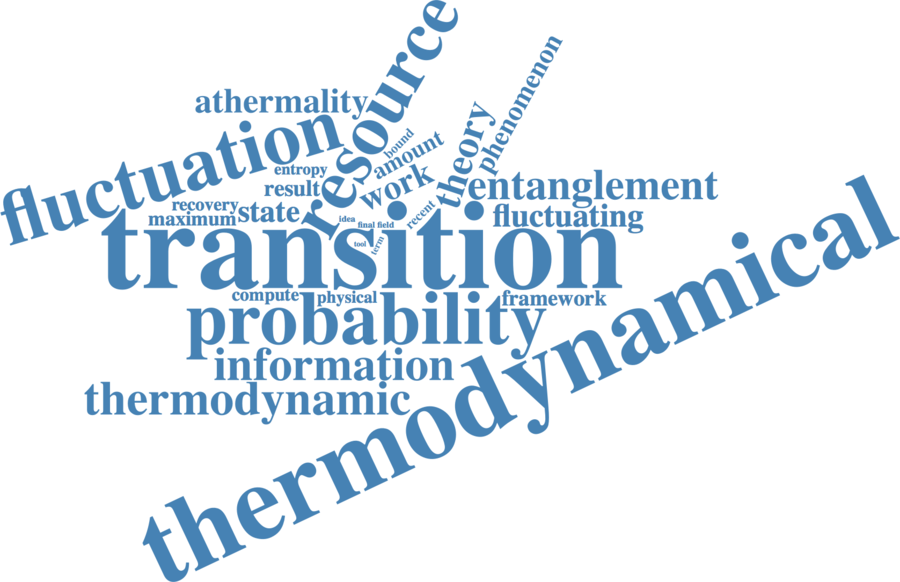 resource
phenomenon
athermality
fluctuation
theory
bound
amount
entropy
result
work
entanglement
recovery
maximum
state
idea
final field
recent
fluctuating
transition
tool
term
thermodynamical
compute
physical
framework
probability
information
thermodynamic